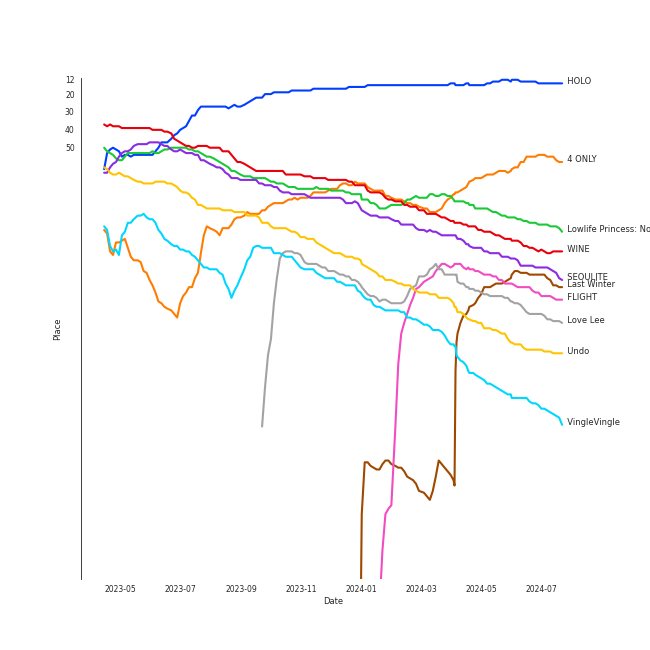 12
20
30
40
50
Place
HOLO
4 ONLY
Lowlife Princess: No
WINE
SEOULITE
Last Winter
FLIGHT
Love Lee
Undo
VingleVingle
2023-05 2023-07 2023-09 2023-11 2024-01 2024-03 2024-05 2024-07
Date